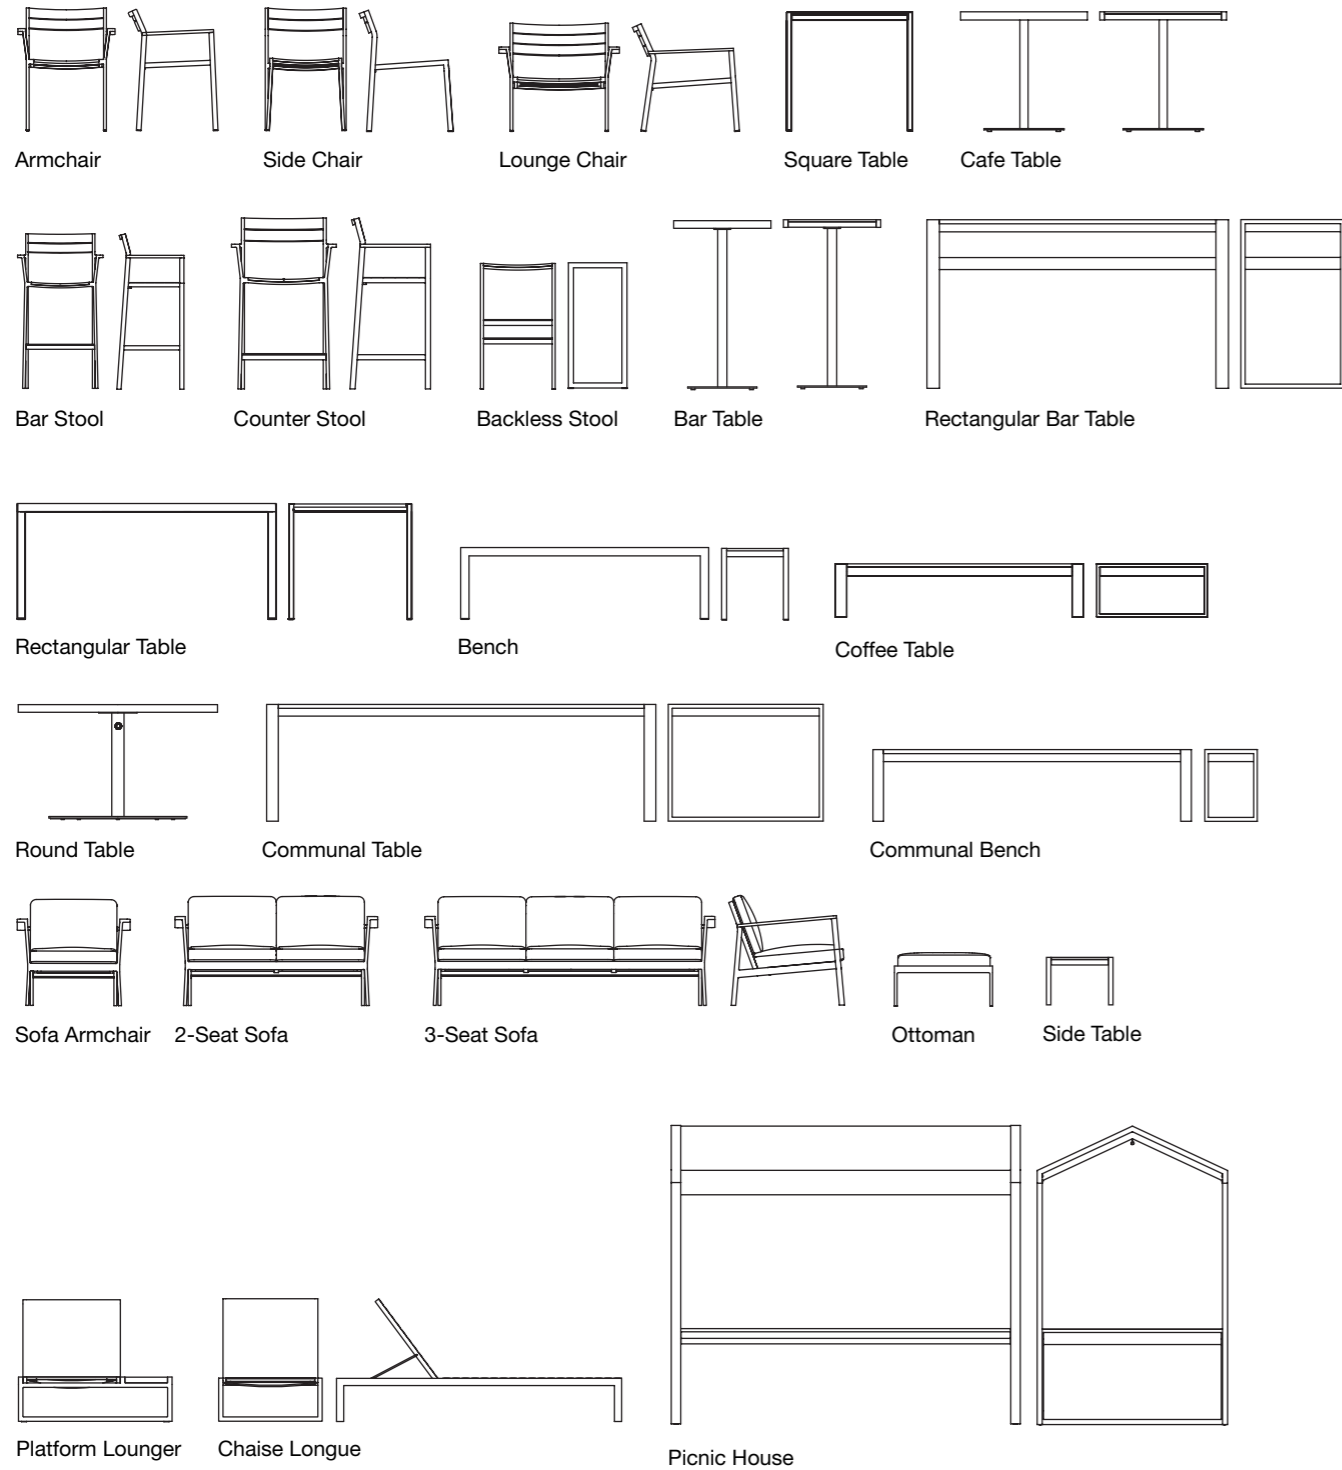 Armchair
Side Chair
Lounge Chair
Square Table
Cafe Table
Bar Stool
Counter Stool
Backless Stool
Bar Table
Rectangular Bar Table
Rectangular Table
Bench
Coffee Table
Round Table
Communal Table
Communal Bench
Sofa Armchair
2-Seat Sofa
3-Seat Sofa
Ottoman
Side Table
Platform Lounger
Chaise Longue
Picnic House